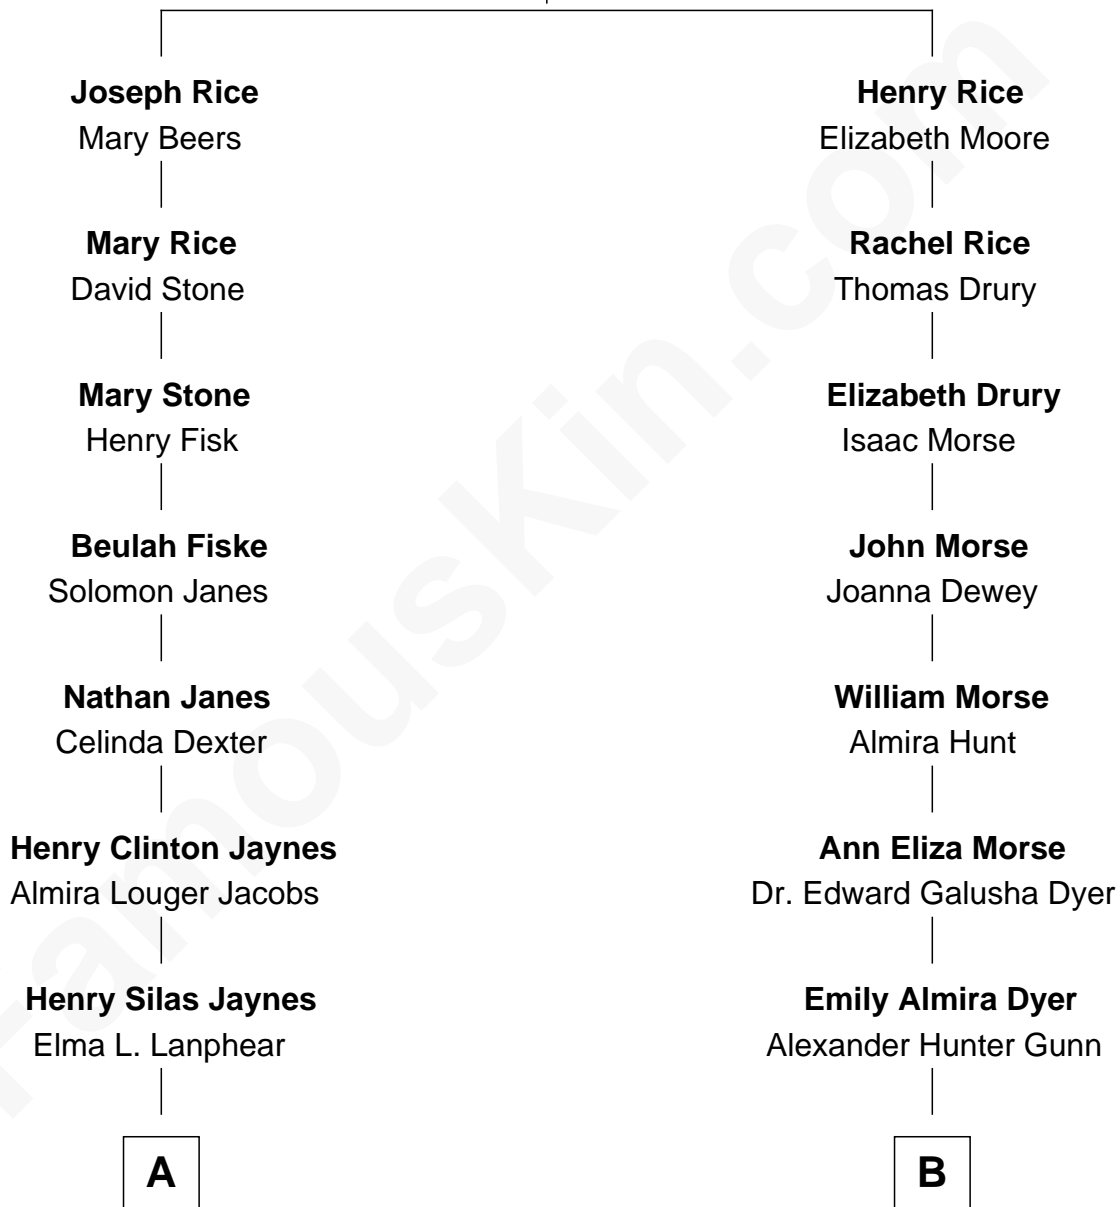 Joseph Rice
Mary Beers
Mary Rice
David Stone
Mary Stone
Henry Fisk
Beulah Fiske
Solomon Janes
Nathan Janes
Celinda Dexter
Henry Clinton Jaynes
Almira Louger Jacobs
Henry Silas Jaynes
Elma L. Lanphear
A
Henry Rice
Elizabeth Moore
Rachel Rice
Thomas Drury
Elizabeth Drury
Isaac Morse
John Morse
Joanna Dewey
William Morse
Almira Hunt
Ann Eliza Morse
Dr. Edward Galusha Dyer
Emily Almira Dyer
Alexander Hunter Gunn
B
FamousKin.com